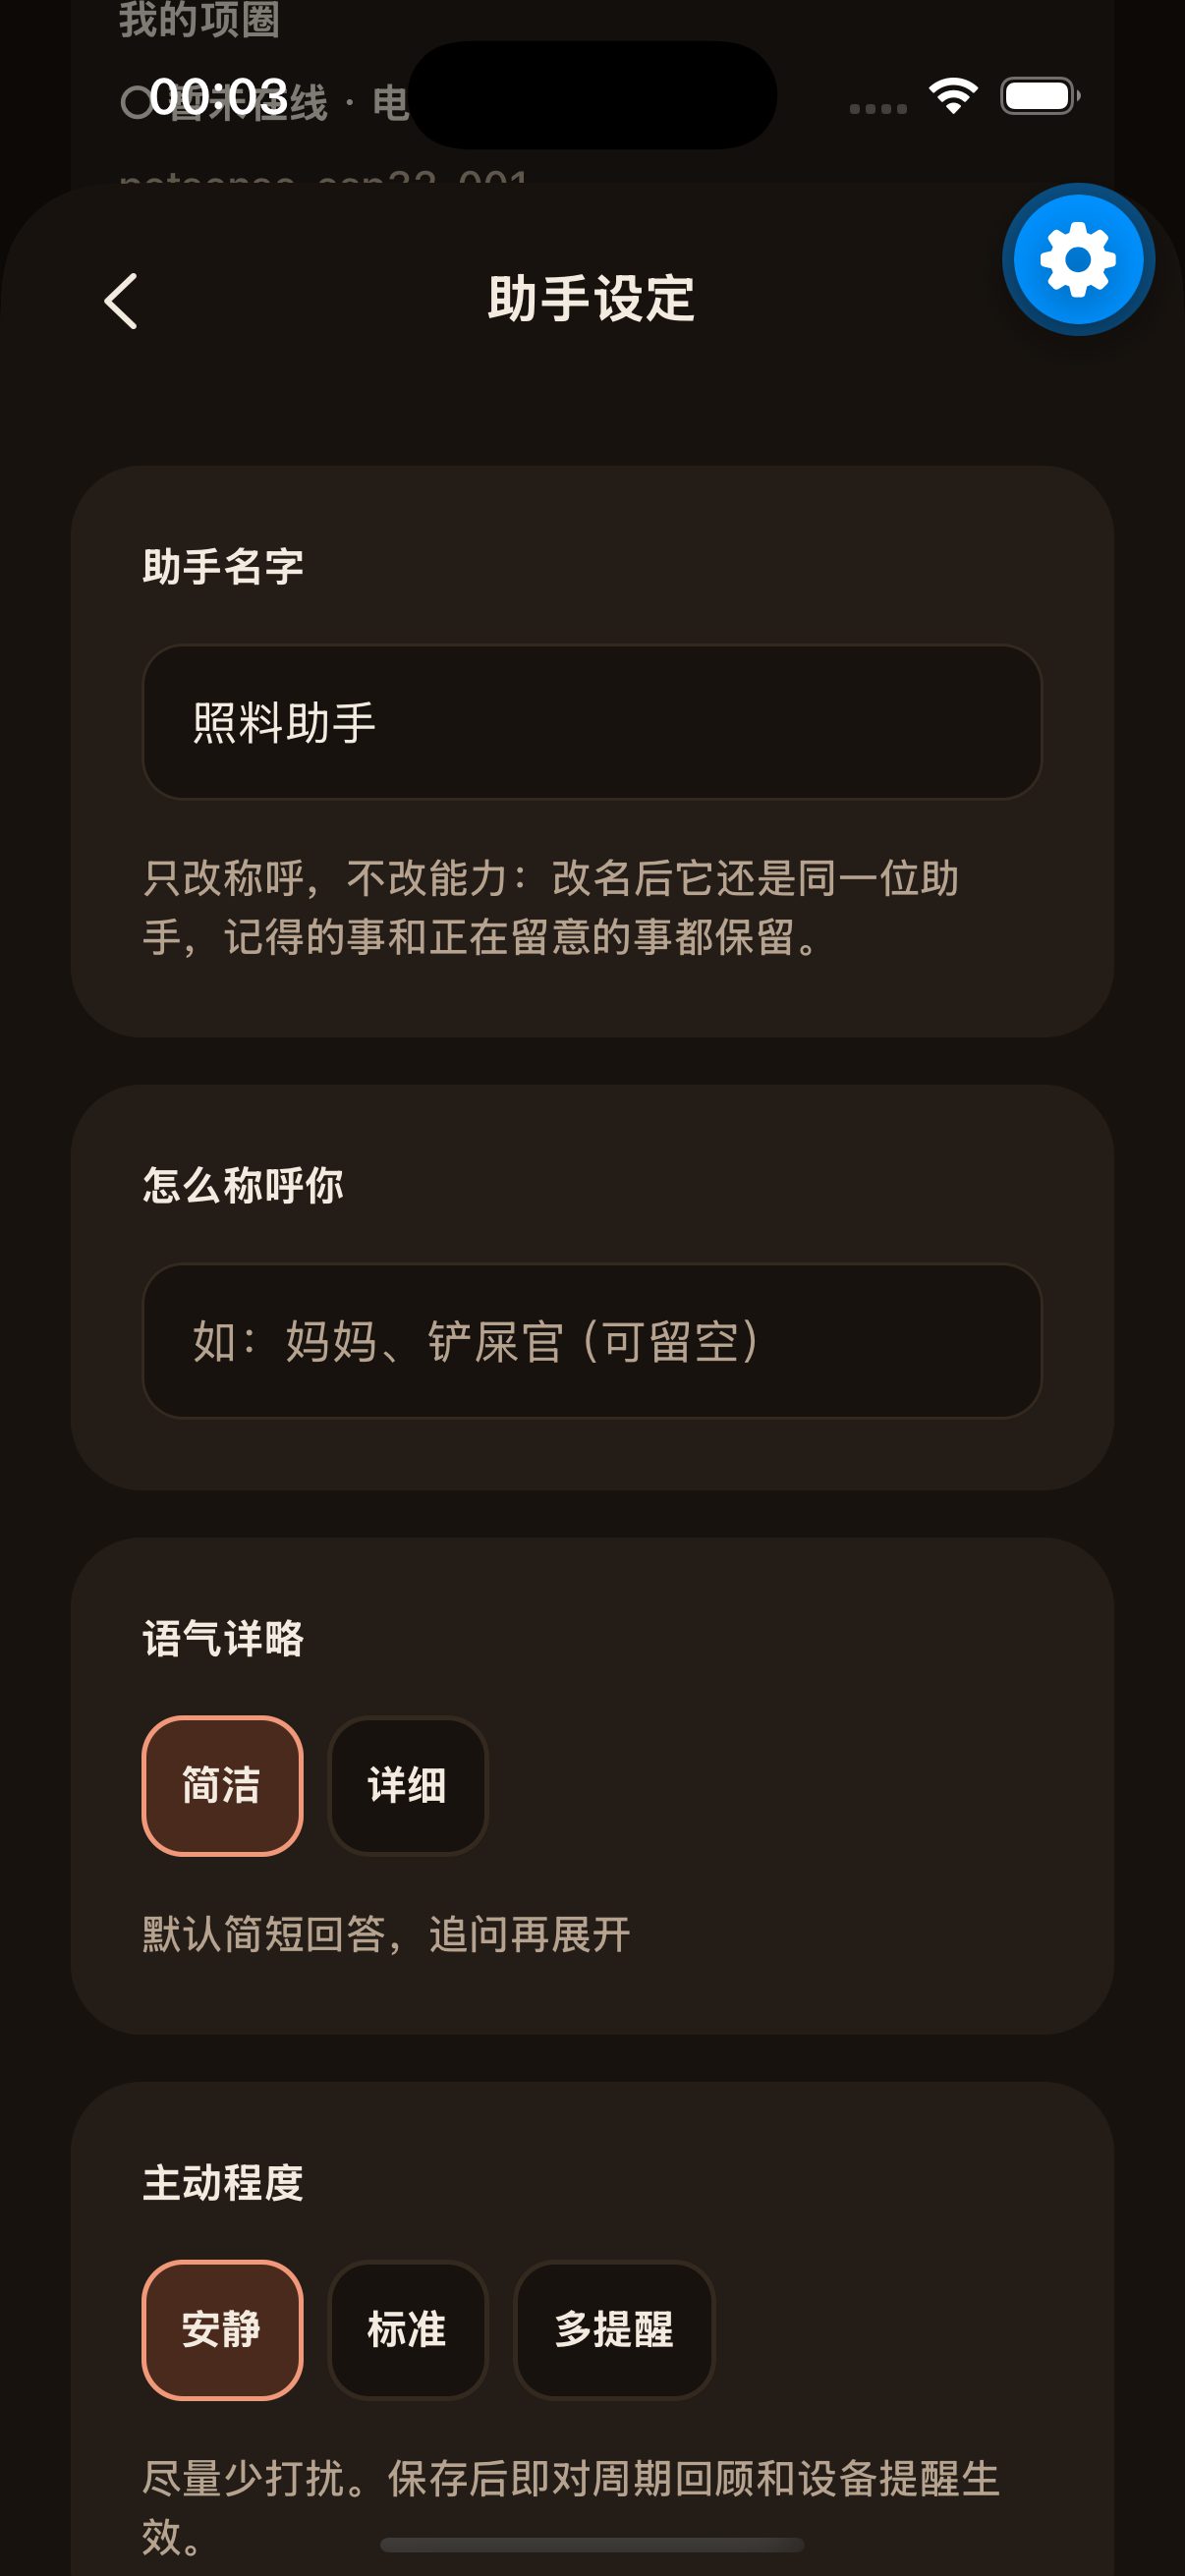 我的项圈
00:03
暂未在线 · 电
petsense_esp32_001
助手设定
助手名字
照料助手
只改称呼，不改能力：改名后它还是同一位助
手，记得的事和正在留意的事都保留。
怎么称呼你
如：妈妈、铲屎官 (可留空)
语气详略
简洁 详细
默认简短回答，追问再展开
主动程度
安静 标准 多提醒
尽量少打扰。保存后即对周期回顾和设备提醒生
效。